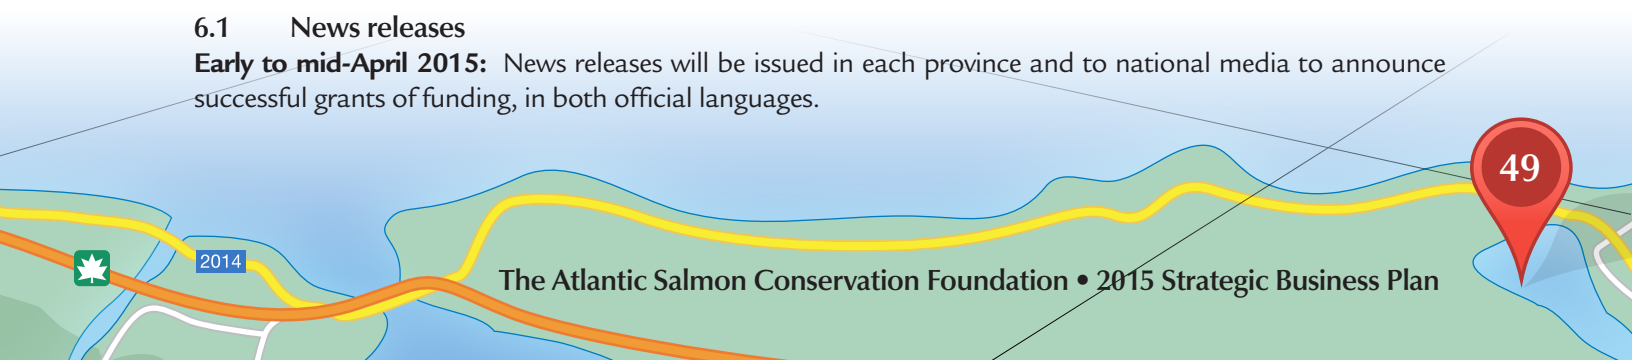 6.1 News releases
Early to mid-April 2015: News releases will be issued in each province and to national media to announce
successful grants of funding, in both official languages.
49
2014
The Atlantic Salmon Conservation Foundation • 2015 Strategic Business Plan